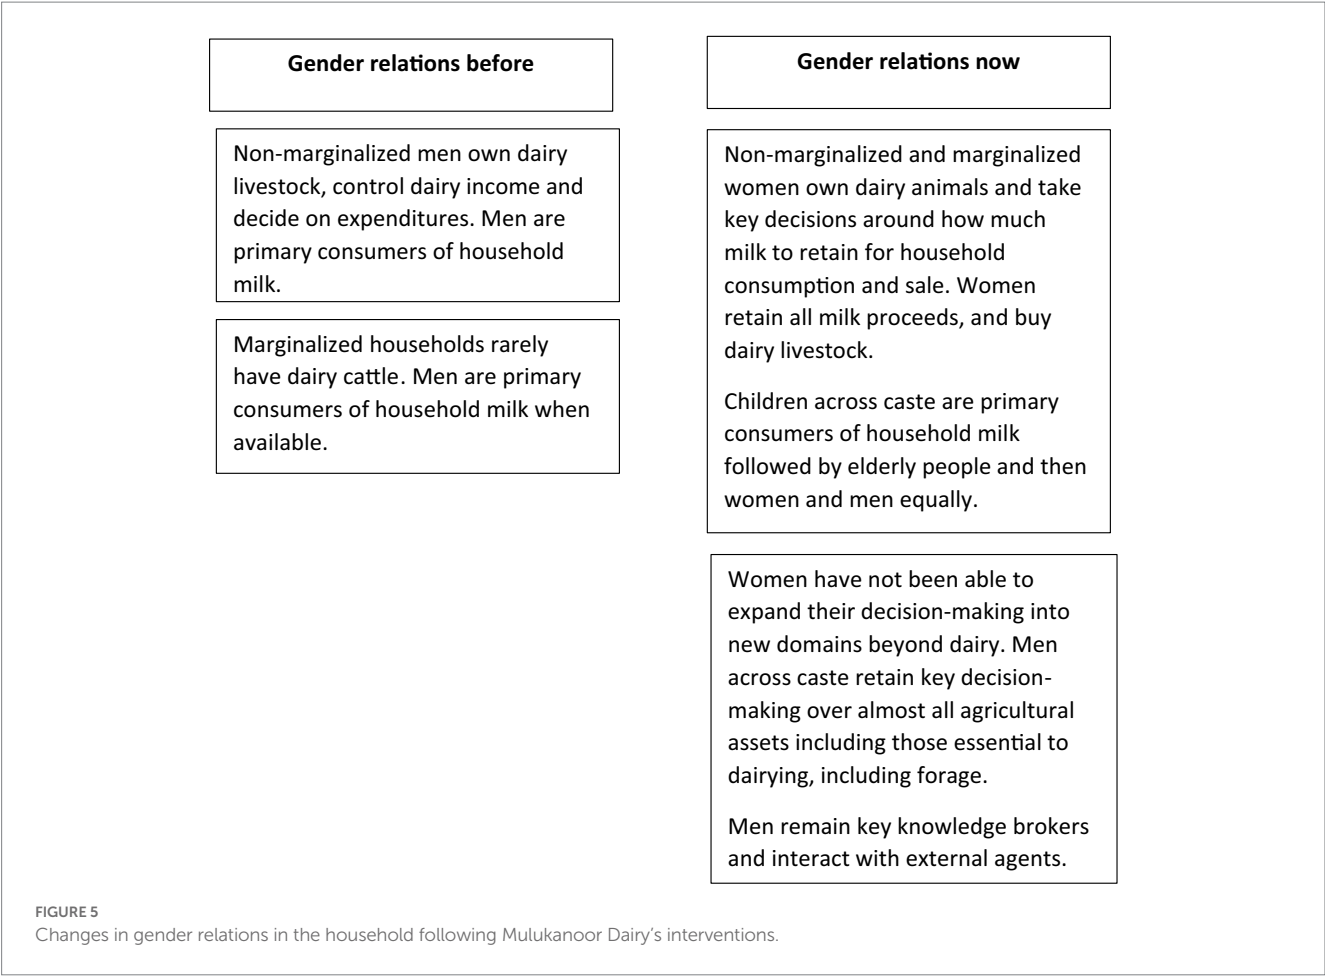 Gender relations before
Non-marginalized men own dairy
livestock, control dairy income and
decide on expenditures. Men are
primary consumers of household
milk.
Marginalized households rarely
have dairy cattle. Men are primary
consumers of household milk when
available.
Gender relations now
Non-marginalized and marginalized
women own dairy animals and take
key decisions around how much
milk to retain for household
consumption and sale. Women
retain all milk proceeds, and buy
dairy livestock.
Children across caste are primary
consumers of household milk
followed by elderly people and then
women and men equally.
Women have not been able to
expand their decision-making into
new domains beyond dairy. Men
across caste retain key decision-
making over almost all agricultural
assets including those essential to
dairying, including forage.
Men remain key knowledge brokers
and interact with external agents.
FIGURE 5
Changes in gender relations in the household following Mulukanoor Dairy's interventions.